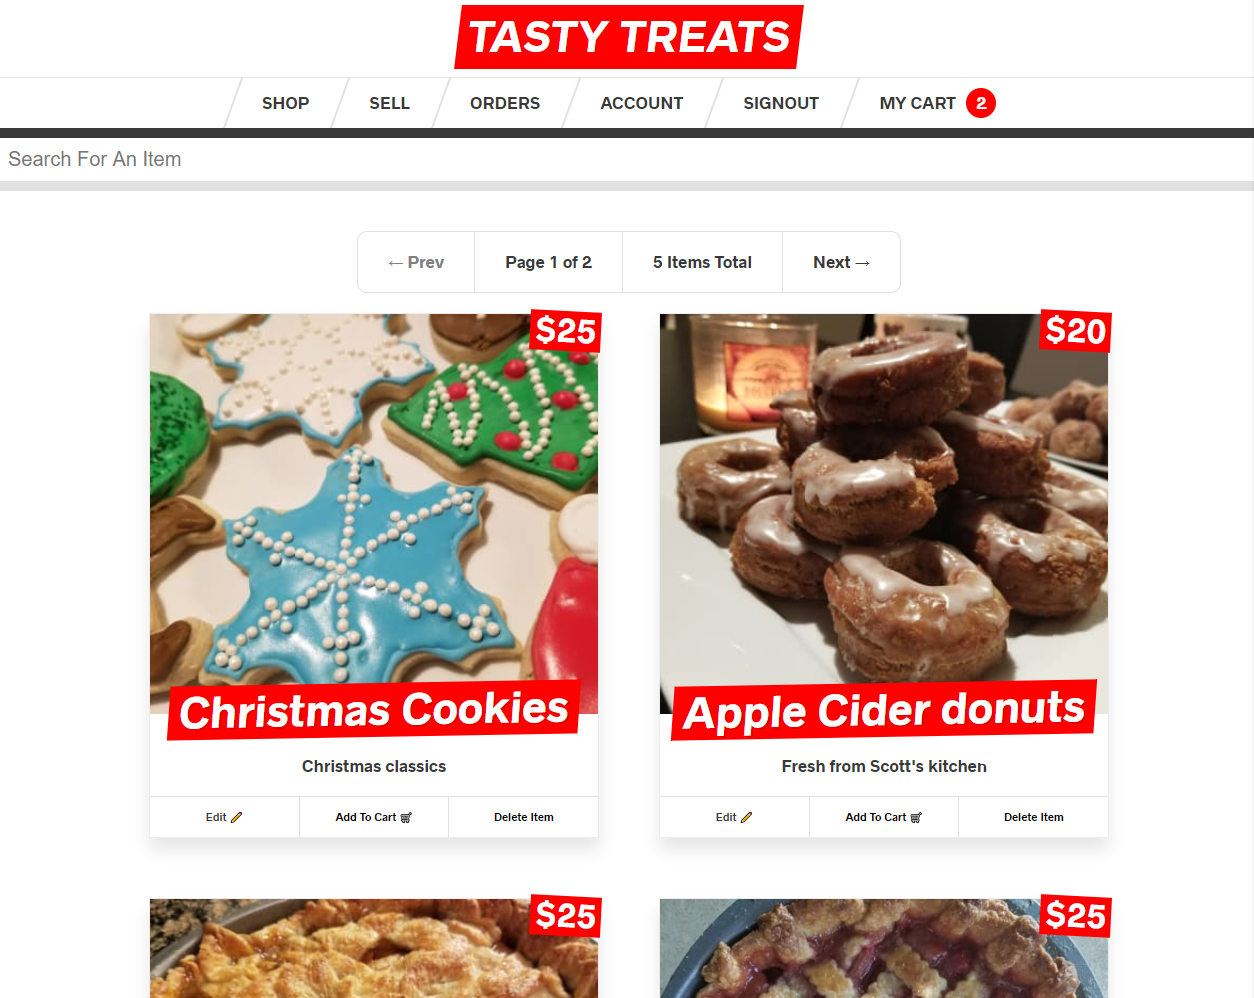 TASTY TREATS
SHOP
SELL
ORDERS
ACCOUNT
SIGNOUT
MY CART 2
Search For An Item
← Prev
Page 1 of 2
5 Items Total
Next →
$25
Christmas Cookies
Christmas classics
Edit
Add To Cart
Delete Item
$20
Apple Cider donuts
Fresh from Scott's kitchen
Edit
Add To Cart
Delete Item
$25
$25